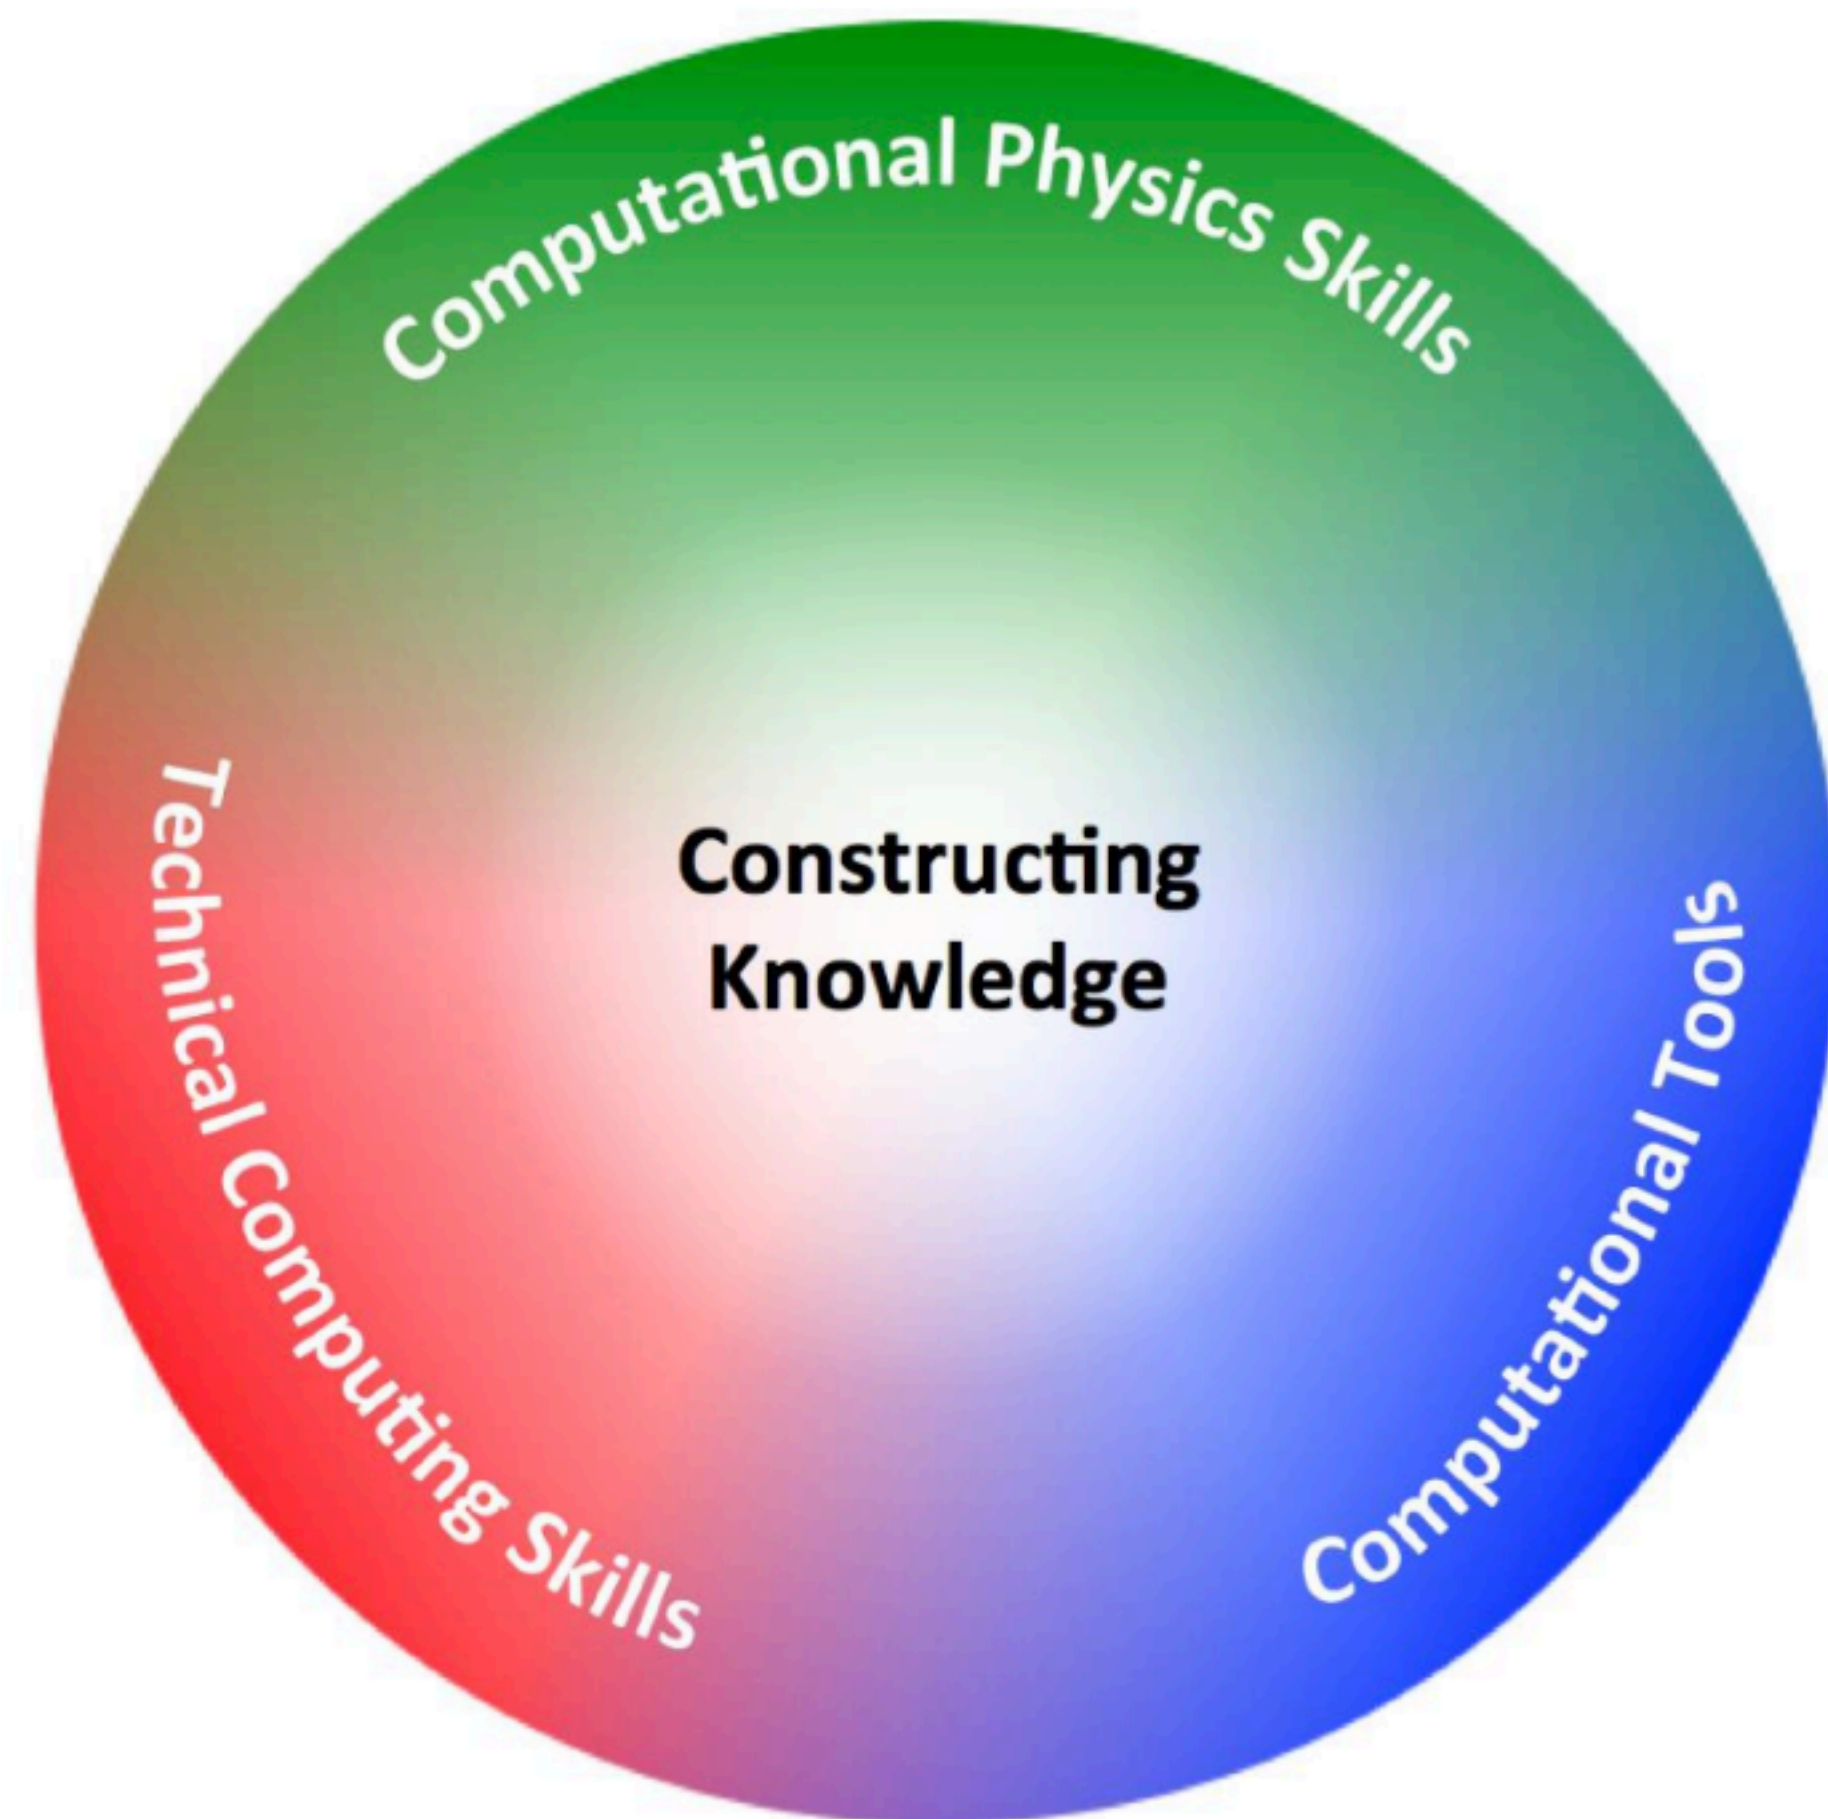 Computational Physics Skills
Constructing
Knowledge
Technical Computing Skills
Computational Tools